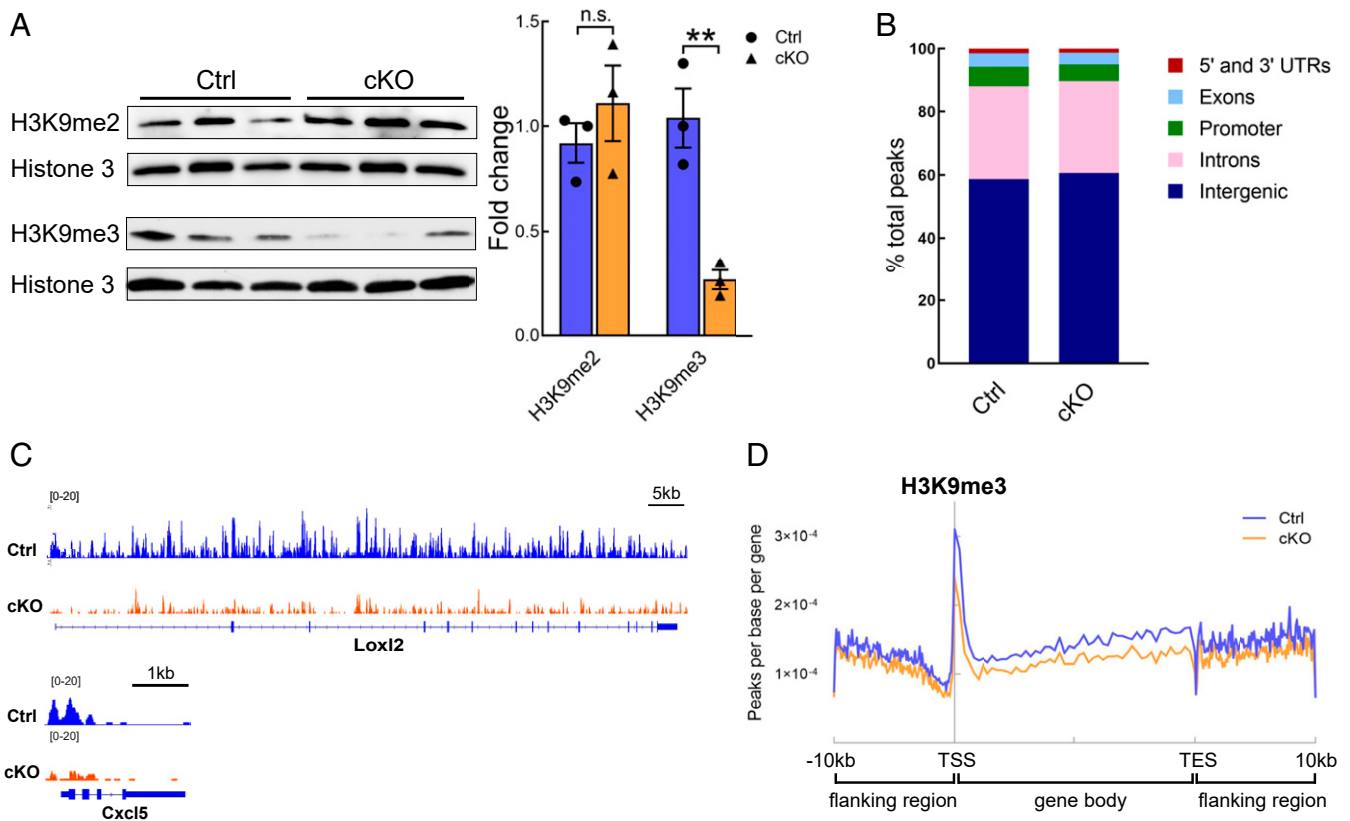 A
Ctrl
cKO
H3K9me2
Histone 3
H3K9me3
Histone 3
Fold change
1.5
1.0
0.5
0.0
n.s.
**
Ctrl
cKO
H3K9me2
H3K9me3
B
% total peaks
100
80
60
40
20
0
Ctrl
cKO
5' and 3' UTRs
Exons
Promoter
Introns
Intergenic
C
[0-20]
5kb
Ctrl
cKO
Loxl2
1kb
[0-20]
Ctrl
[0-20]
cKO
Cxcl5
D
H3K9me3
Peaks per base per gene
3×10⁻⁴
2×10⁻⁴
1×10⁻⁴
Ctrl
cKO
-10kb TSS TES 10kb
flanking region gene body flanking region